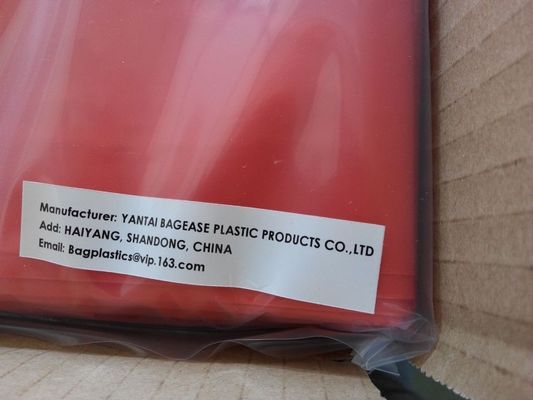 Manufacturer: YANTAI BAGEASE PLASTIC PRODUCTS CO.,LTD
Add: HAIYANG, SHANDONG, CHINA
Email: Bagplastics@vip.163.com